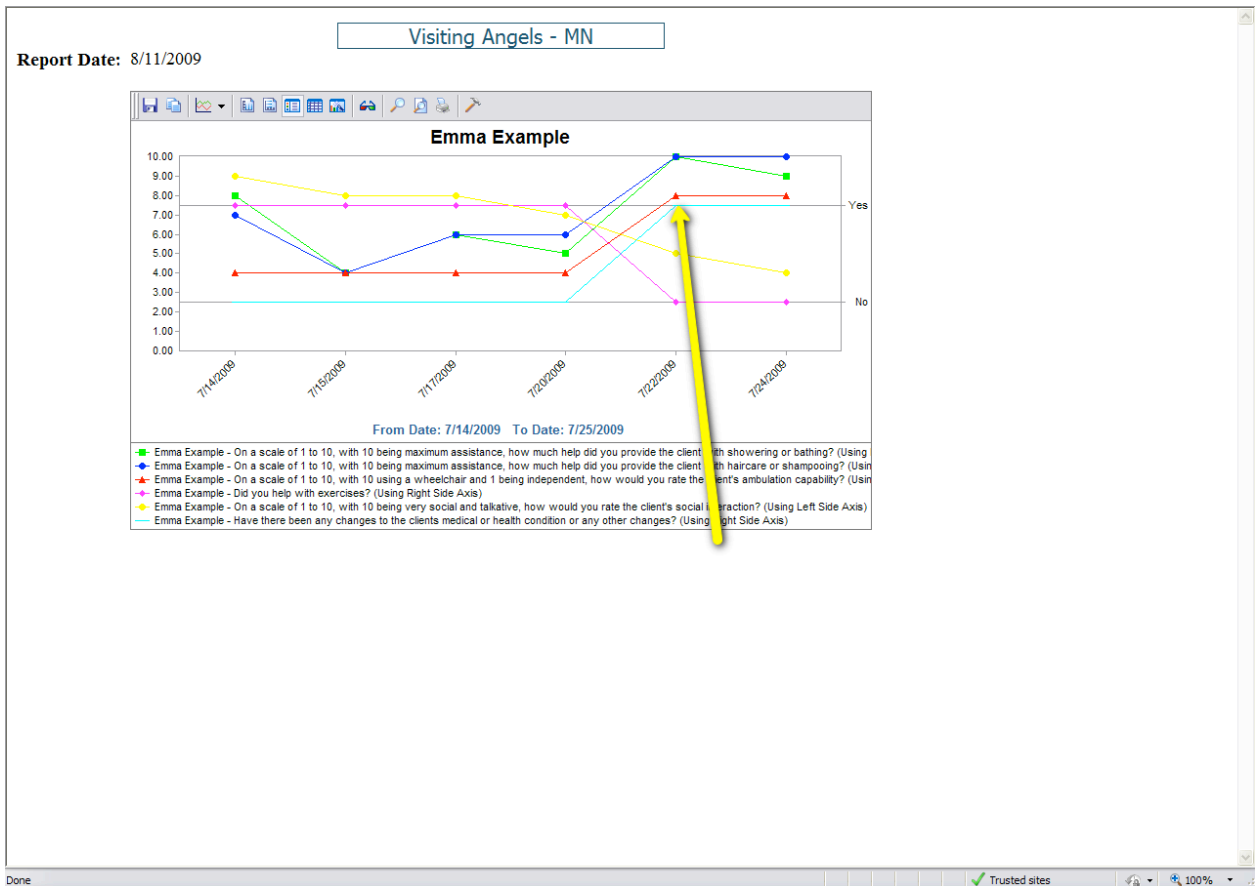 Visiting Angels - MN
Report Date: 8/11/2009
Emma Example
10.00
9.00
8.00
7.00
6.00
5.00
4.00
3.00
2.00
1.00
0.00
Yes
No
7/14/2009
7/15/2009
7/17/2009
7/20/2009
7/22/2009
7/24/2009
From Date: 7/14/2009 To Date: 7/25/2009
Emma Example - On a scale of 1 to 10, with 10 being maximum assistance, how much help did you provide the client with showering or bathing? (Using
Emma Example - On a scale of 1 to 10, with 10 being maximum assistance, how much help did you provide the client with haircare or shampooing? (Usin
Emma Example - On a scale of 1 to 10, with 10 using a wheelchair and 1 being independent, how would you rate the client's ambulation capability? (Usin
Emma Example - Did you help with exercises? (Using Right Side Axis)
Emma Example - On a scale of 1 to 10, with 10 being very social and talkative, how would you rate the client's social interaction? (Using Left Side Axis)
Emma Example - Have there been any changes to the clients medical or health condition or any other changes? (Using Right Side Axis)
Done
Trusted sites
100%